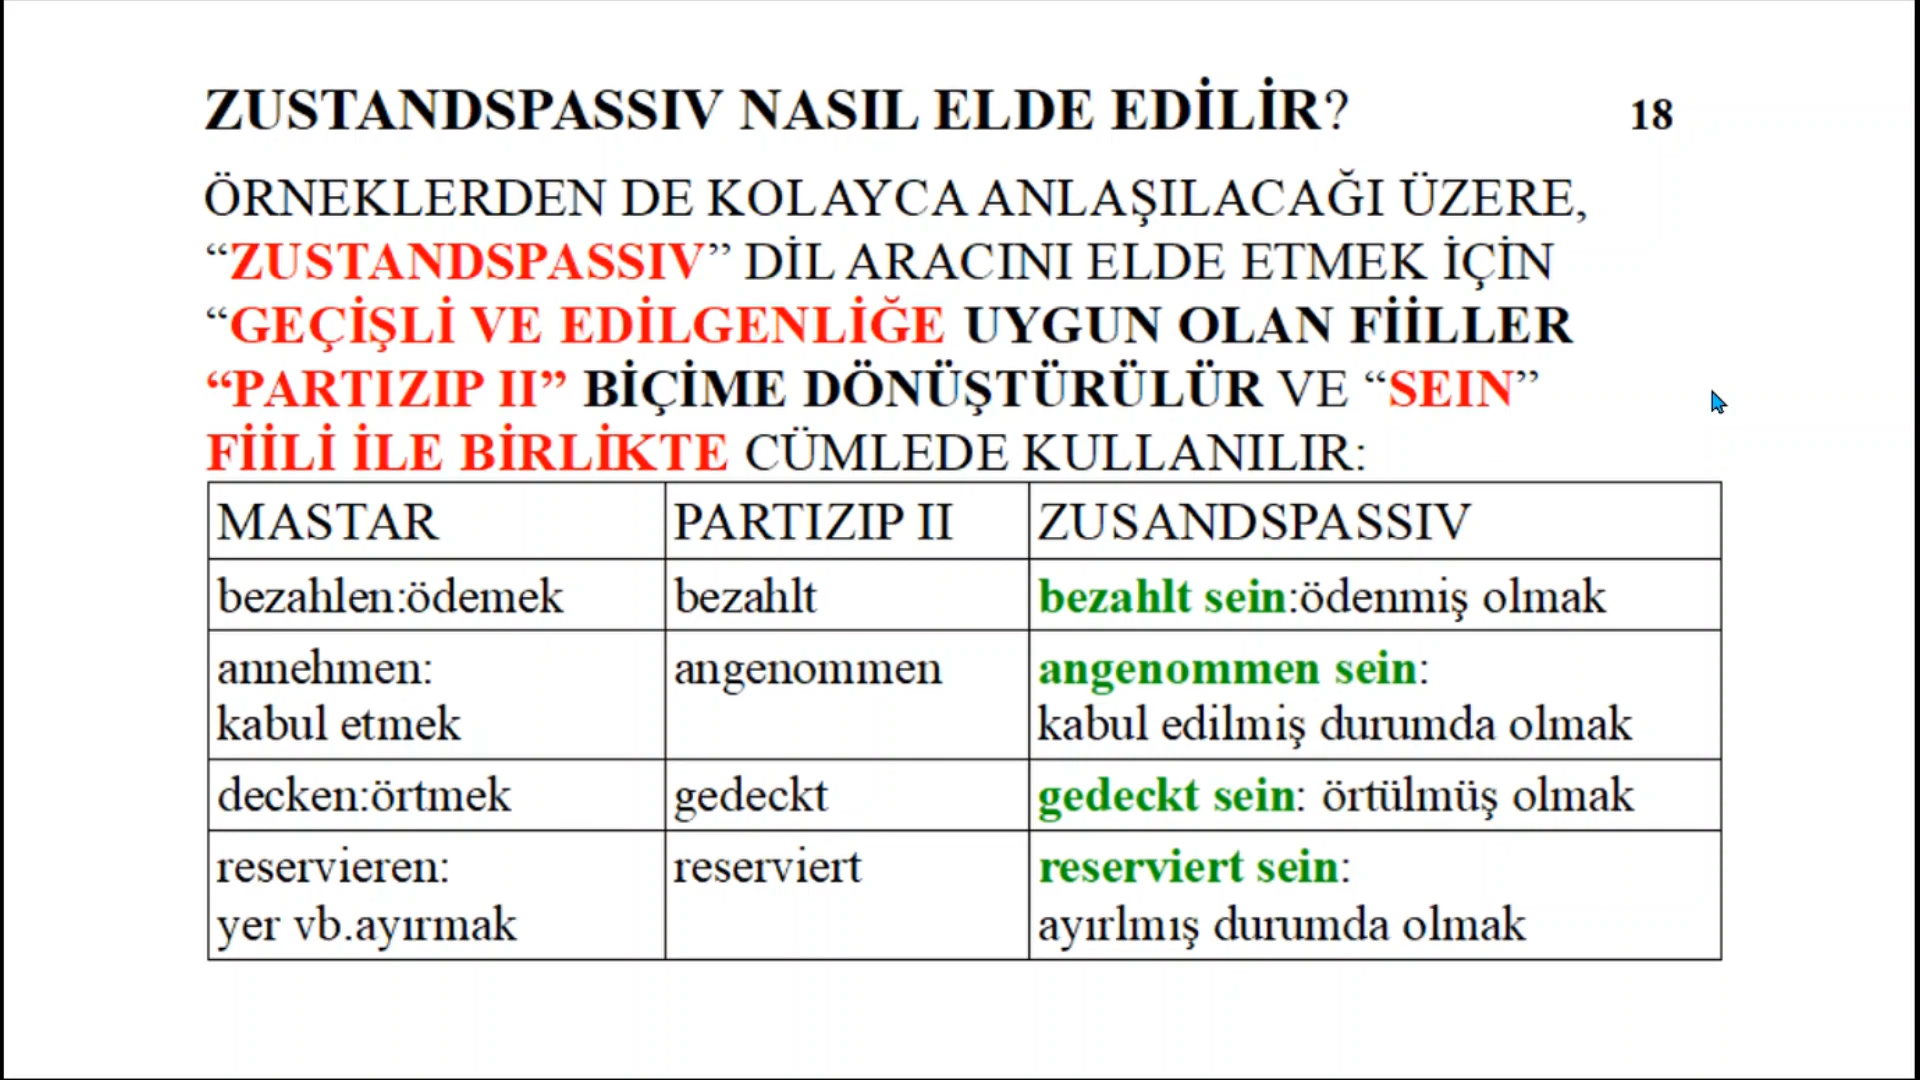 ZUSTANDSPASSIV NASIL ELDE EDİLİR? 18
ÖRNEKLERDEN DE KOLAYCA ANLAŞILACAĞI ÜZERE,
“ZUSTANDSPASSIV” DİL ARACINI ELDE ETMEK İÇİN
“GEÇİŞLİ VE EDİLGENLİĞE UYGUN OLAN FİİLLER
“PARTIZIP II” BİÇİME DÖNÜŞTÜRÜLÜR VE “SEIN”
FİİLİ İLE BİRLİKTE CÜMLEDE KULLANILIR:
MASTAR PARTIZIP II ZUSANDSPASSIV
bezahlen:ödemek bezahlt bezahlt sein:ödenmiş olmak
annehmen: angenommen angenommen sein:
kabul etmek kabul edilmiş durumda olmak
decken:örtmek gedeckt gedeckt sein: örtülmüş olmak
reservieren: reserviert reserviert sein:
yer vb.ayırmak ayırlmış durumda olmak